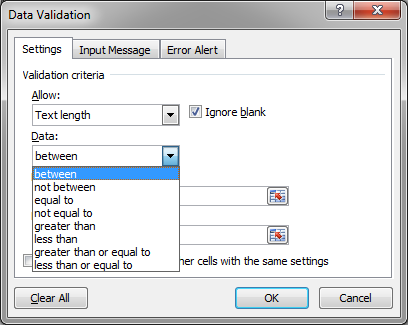 Data Validation
Settings Input Message Error Alert
Validation criteria
Allow:
Text length Ignore blank
Data:
between
between
not between
equal to
not equal to
greater than
less than
greater than or equal to
less than or equal to
her cells with the same settings
Clear All OK Cancel